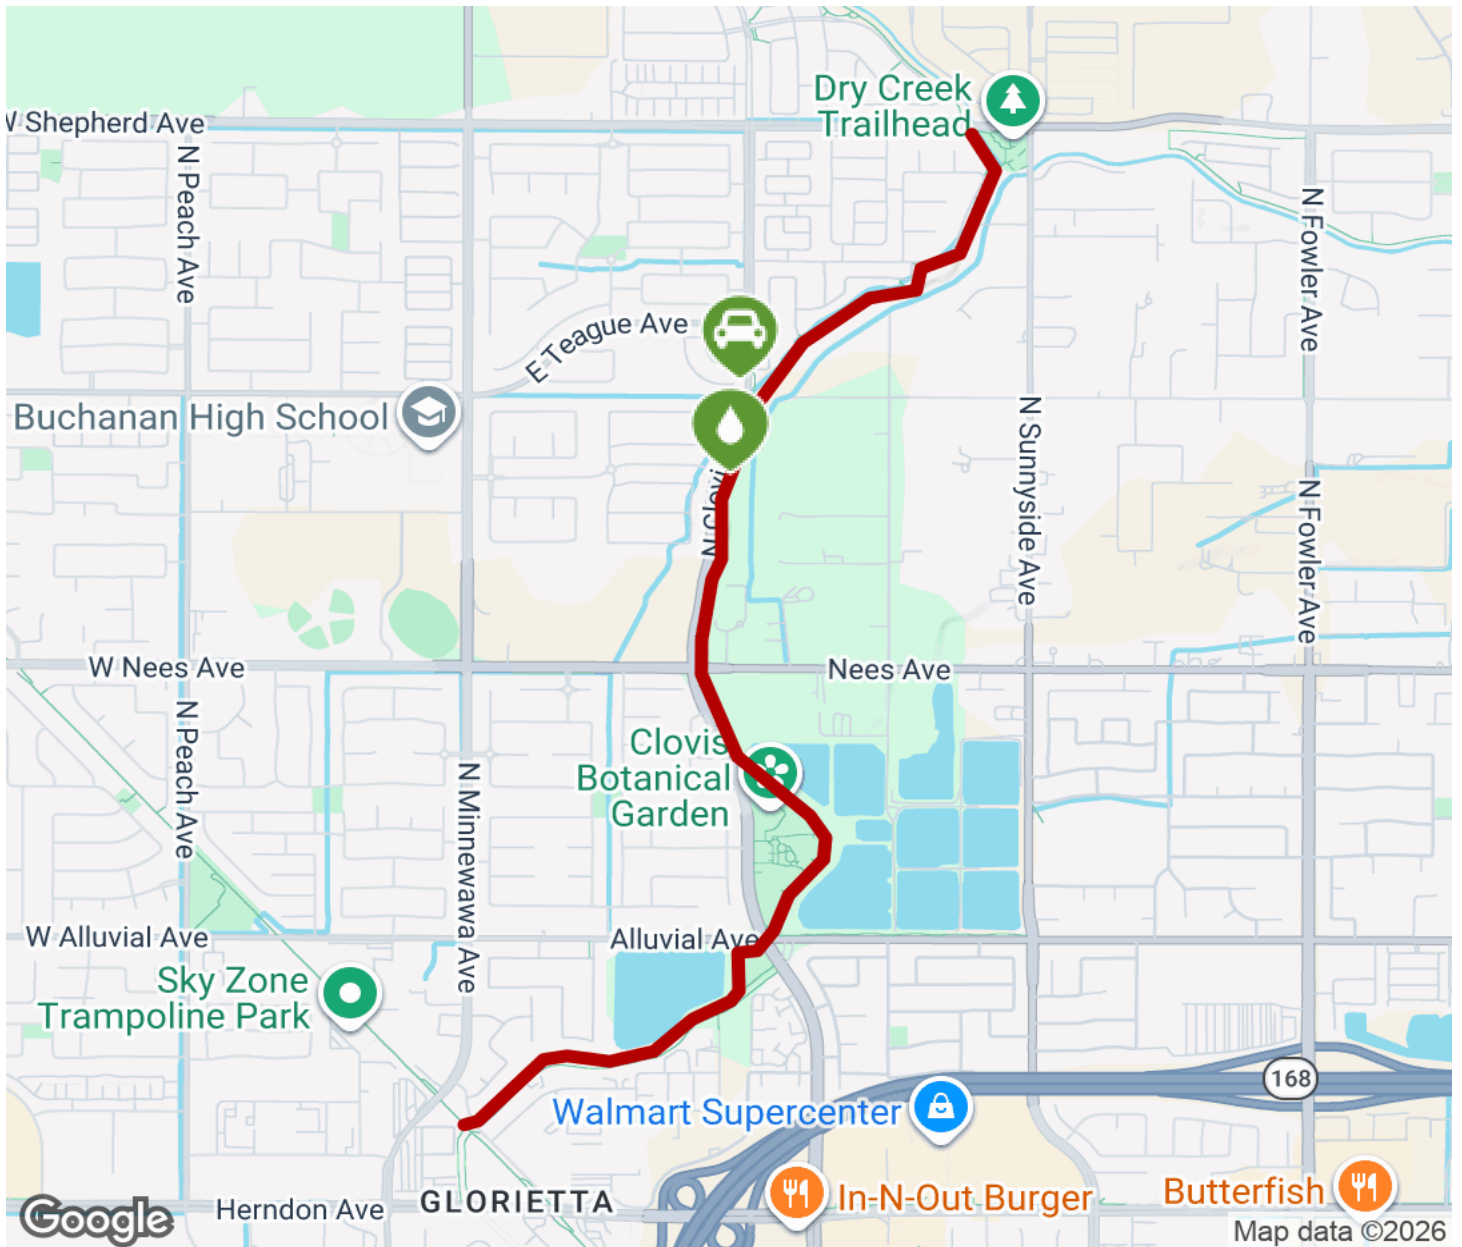 Dry Creek
Trailhead
W Shepherd Ave
N Peach Ave
N Fowler Ave
E Teague Ave
Buchanan High School
N Sunnyside Ave
N Clovi
N Fowler Ave
W Nees Ave
Nees Ave
N Peach Ave
Clovis
Botanical
Garden
N Minnewawa Ave
W Alluvial Ave
Alluvial Ave
Sky Zone
Trampoline Park
168
Walmart Supercenter
In-N-Out Burger
Butterfish
GLORIETTA
Herndon Ave
Google
Map data ©2026